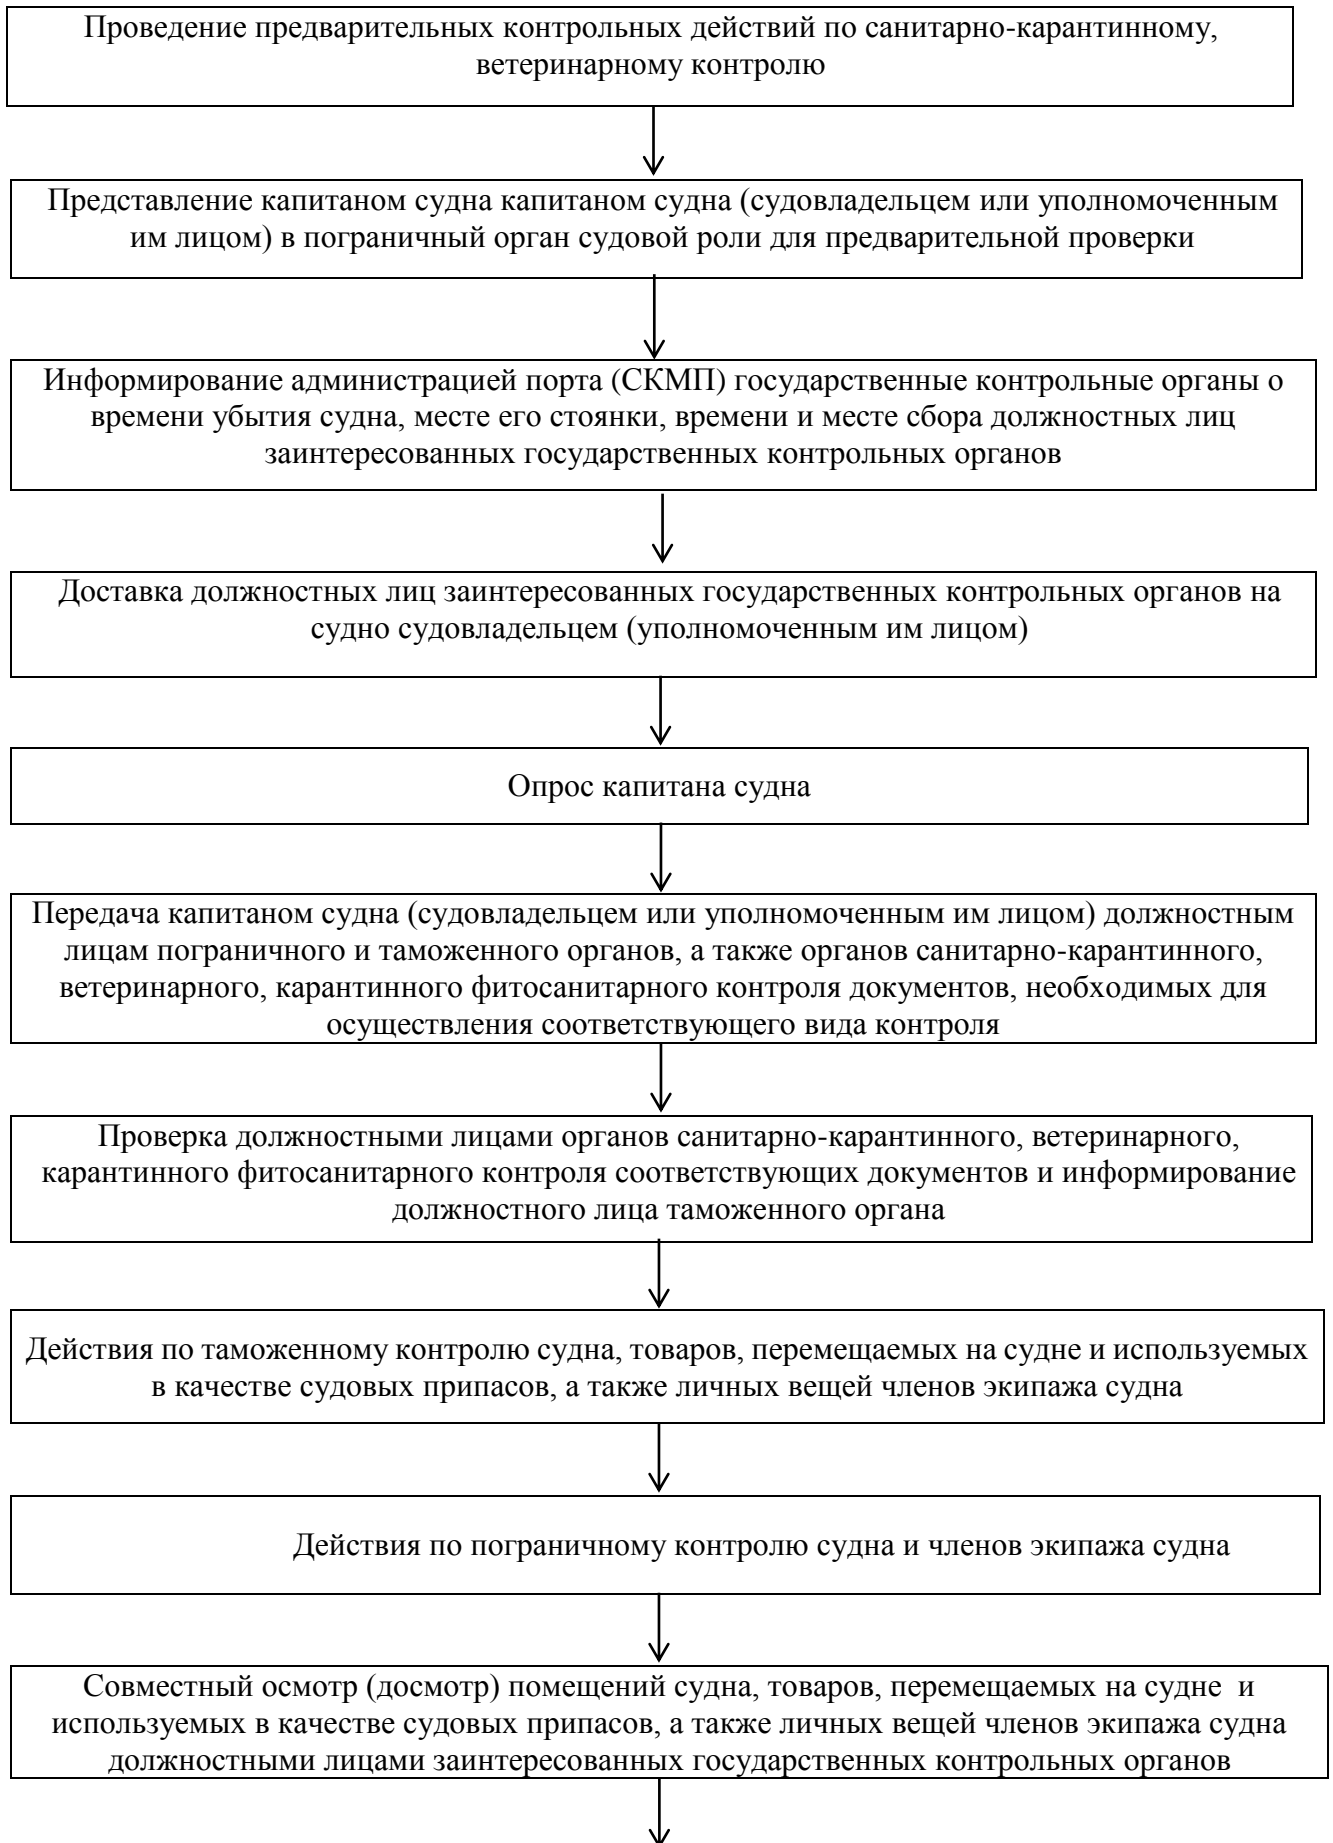 Проведение предварительных контрольных действий по санитарно-карантинному,
ветеринарному контролю
Представление капитаном судна капитаном судна (судовладельцем или уполномоченным
им лицом) в пограничный орган судовой роли для предварительной проверки
Информирование администрацией порта (СКМП) государственные контрольные органы о
времени убытия судна, месте его стоянки, времени и месте сбора должностных лиц
заинтересованных государственных контрольных органов
Доставка должностных лиц заинтересованных государственных контрольных органов на
судно судовладельцем (уполномоченным им лицом)
Опрос капитана судна
Передача капитаном судна (судовладельцем или уполномоченным им лицом) должностным
лицам пограничного и таможенного органов, а также органов санитарно-карантинного,
ветеринарного, карантинного фитосанитарного контроля документов, необходимых для
осуществления соответствующего вида контроля
Проверка должностными лицами органов санитарно-карантинного, ветеринарного,
карантинного фитосанитарного контроля соответствующих документов и информирование
должностного лица таможенного органа
Действия по таможенному контролю судна, товаров, перемещаемых на судне и используемых
в качестве судовых припасов, а также личных вещей членов экипажа судна
Действия по пограничному контролю судна и членов экипажа судна
Совместный осмотр (досмотр) помещений судна, товаров, перемещаемых на судне и
используемых в качестве судовых припасов, а также личных вещей членов экипажа судна
должностными лицами заинтересованных государственных контрольных органов